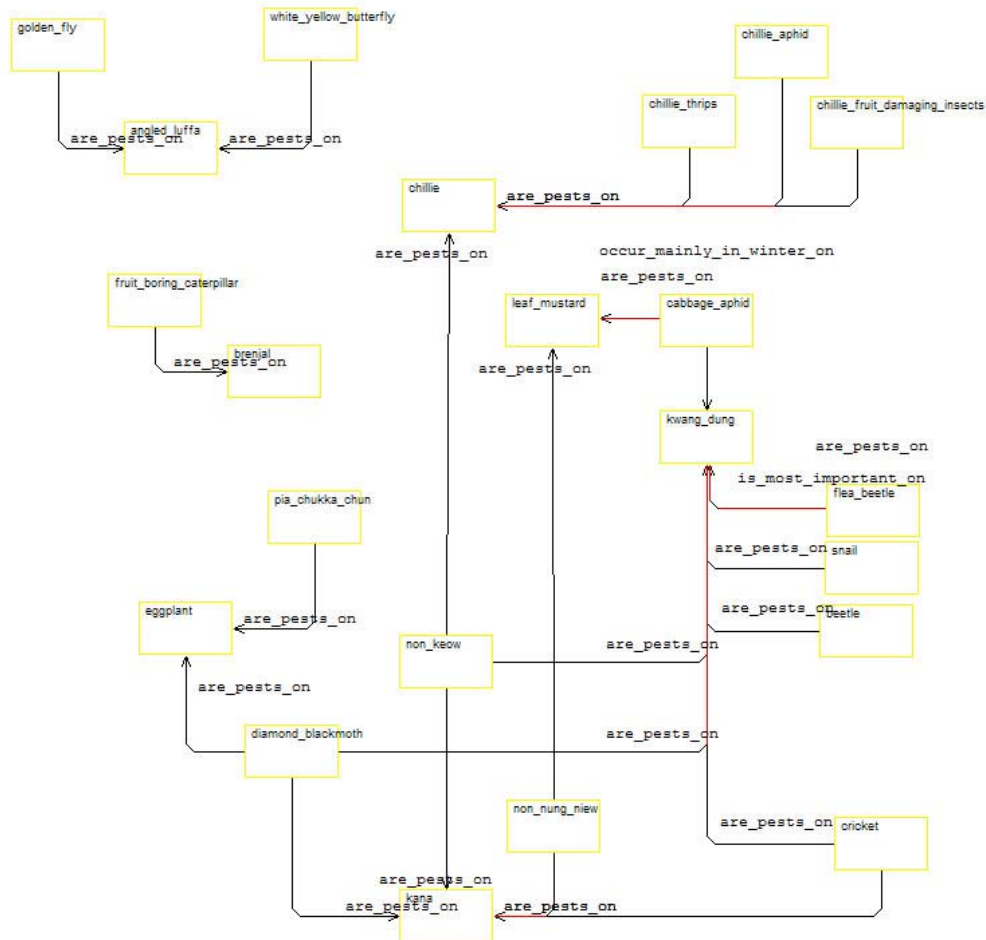 white_yellow_butterfly
golden_fly
chillie_aphid
chillie_thrips
chillie_fruit_damaging_insects
angled_luffa
are_pests_on
are_pests_on
chillie
are_pests_on
are_pests_on
occur_mainly_in_winter_on
are_pests_on
fruit_boring_caterpillar
leaf_mustard
cabbage_aphid
brenjal
are_pests_on
are_pests_on
kwang_dung
are_pests_on
is_most_important_on
flea_beetle
pia_chukka_chun
are_pests_on
snail
eggplant
are_pests_on
are_pests_on
beetle
non_keow
are_pests_on
are_pests_on
diamond_blackmoth
are_pests_on
non_nung_niew
are_pests_on
cricket
are_pests_on
kana
are_pests_on
are_pests_on